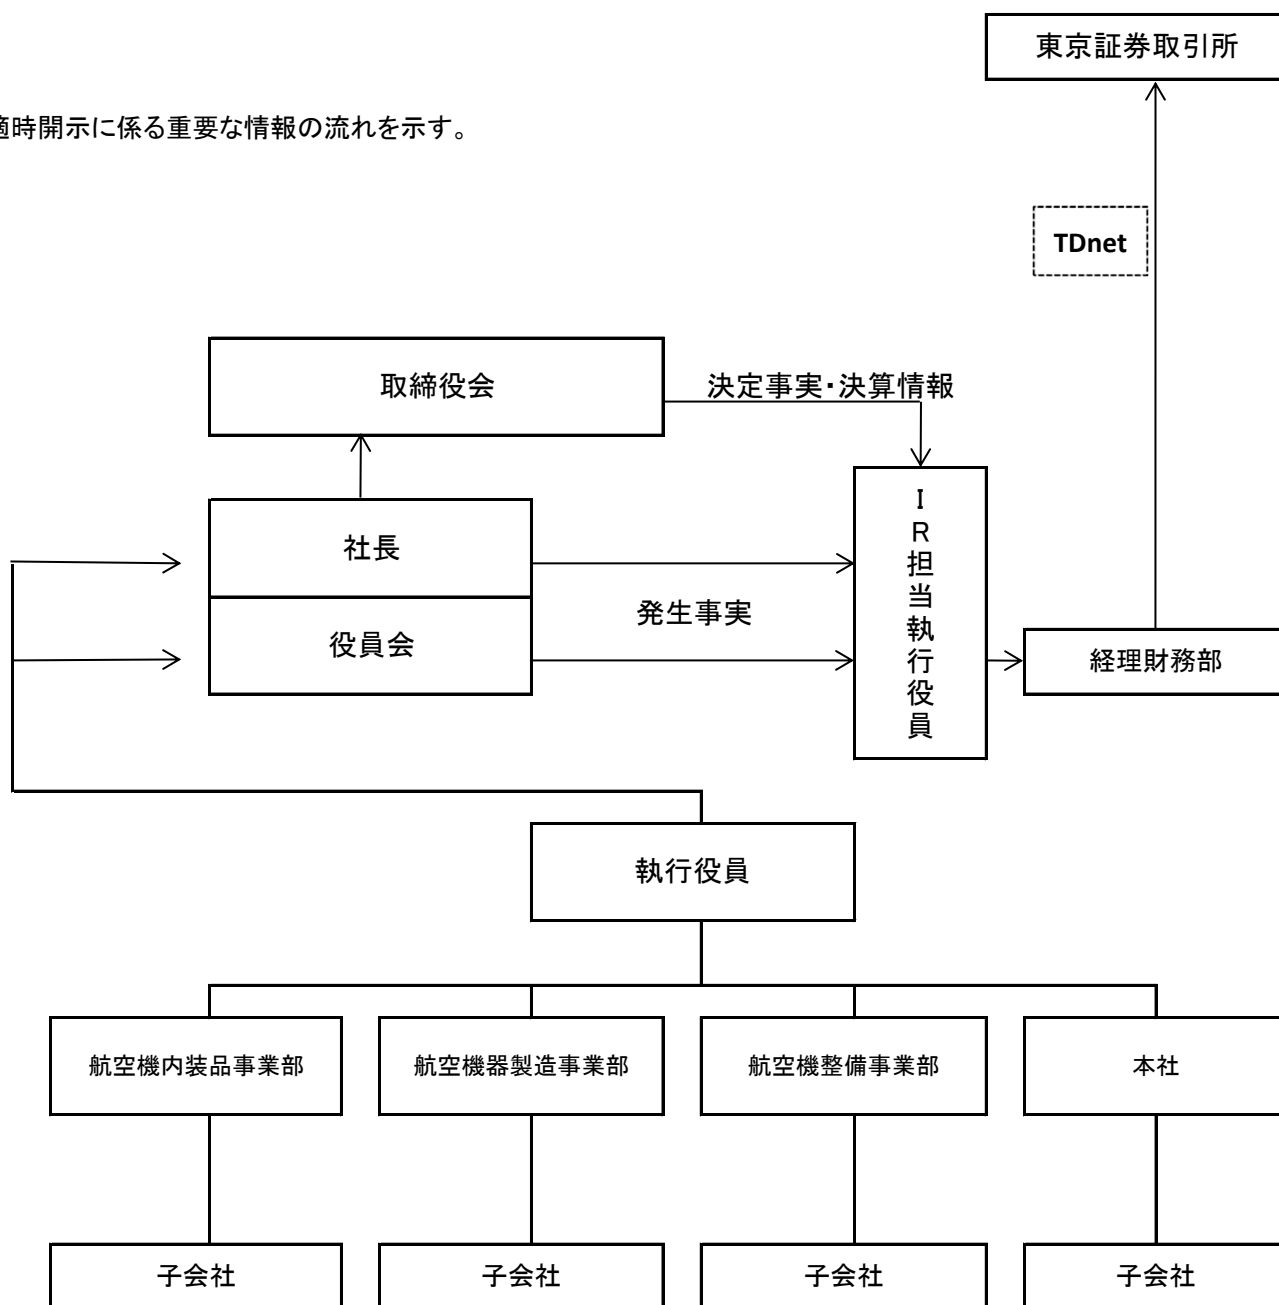 東京証券取引所
適時開示に係る重要な情報の流れを示す。
TDnet
取締役会
決定事実・決算情報
社長
役員会
発生事実
ＩＲ担当執行役員
経理財務部
執行役員
航空機内装品事業部
航空機器製造事業部
航空機整備事業部
本社
子会社
子会社
子会社
子会社